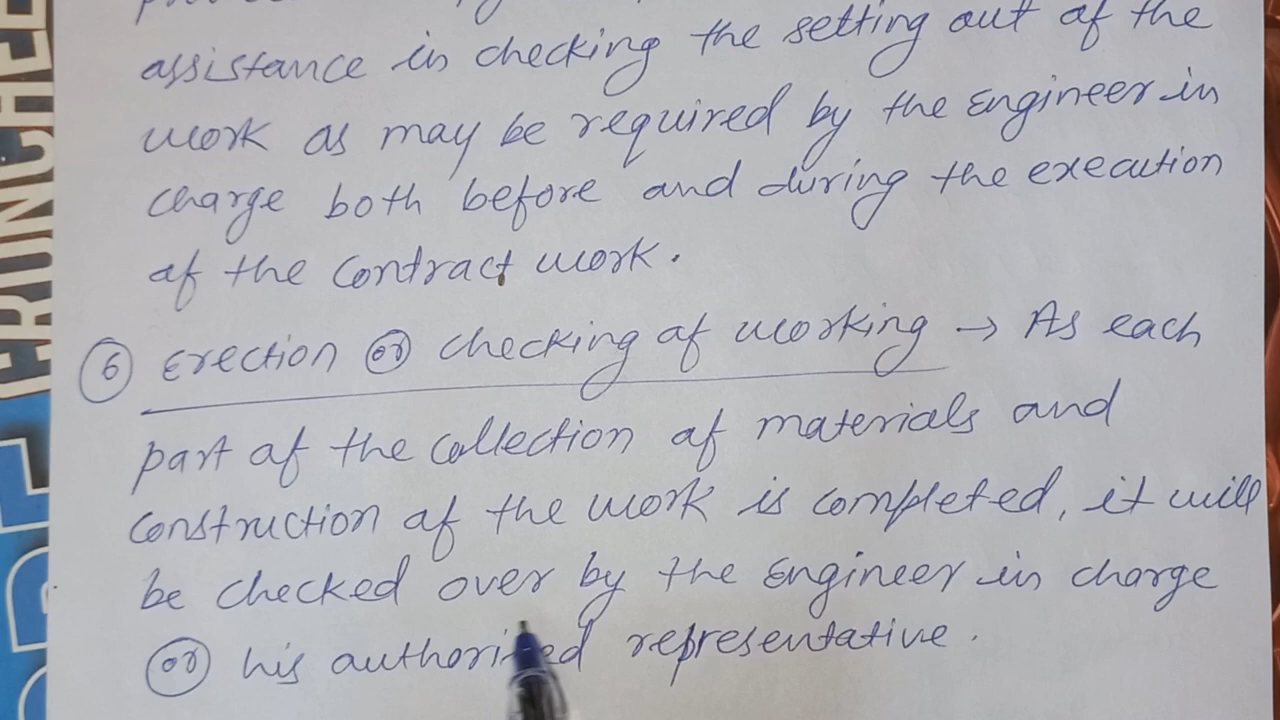 assistance in checking the setting out of the
work as may be required by the Engineer in
charge both before and during the execution
of the contract work.
6 Erection or checking of working → As each
part of the collection of materials and
construction of the work is completed, it will
be checked over by the Engineer in charge
or his authorized representative.